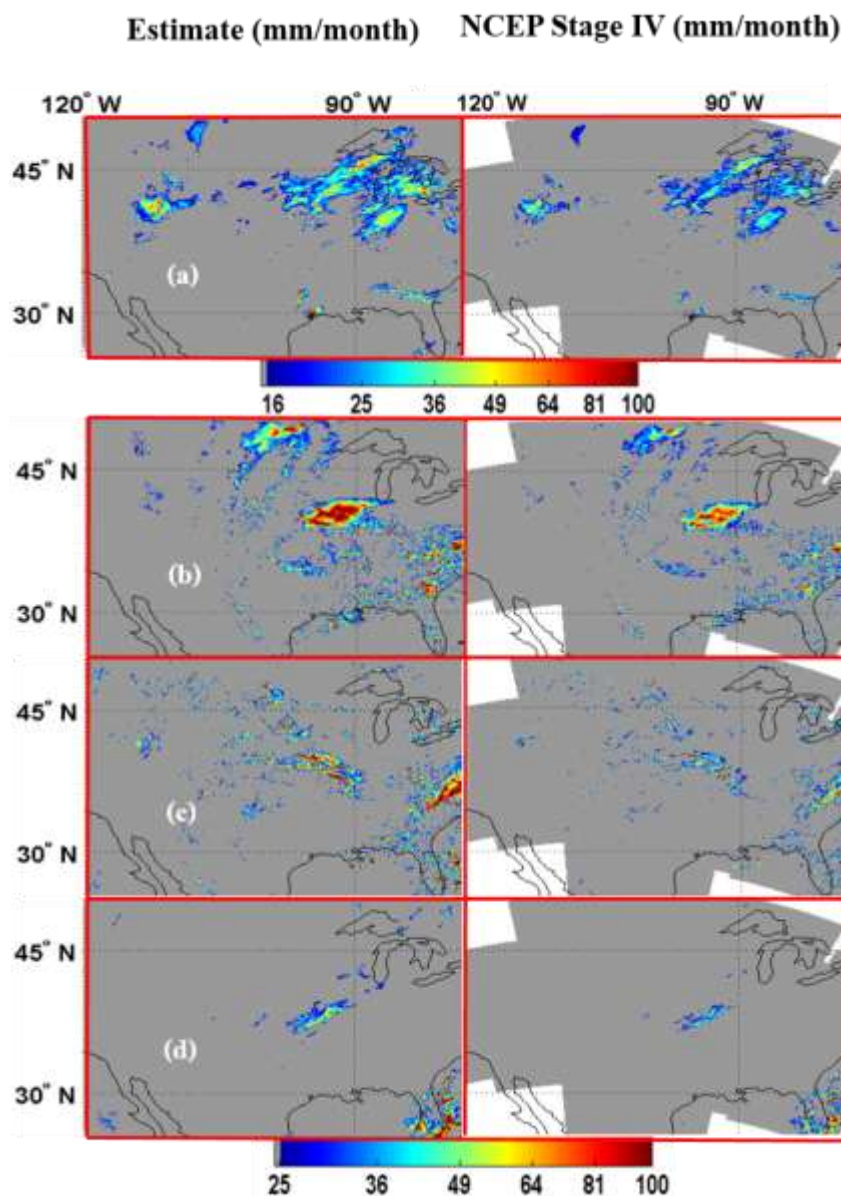 Estimate (mm/month) NCEP Stage IV (mm/month)
120° W 90° W 120° W 90° W
45° N
(a)
30° N
16 25 36 49 64 81 100
45° N
(b)
30° N
45° N
(c)
30° N
45° N
(d)
30° N
25 36 49 64 81 100